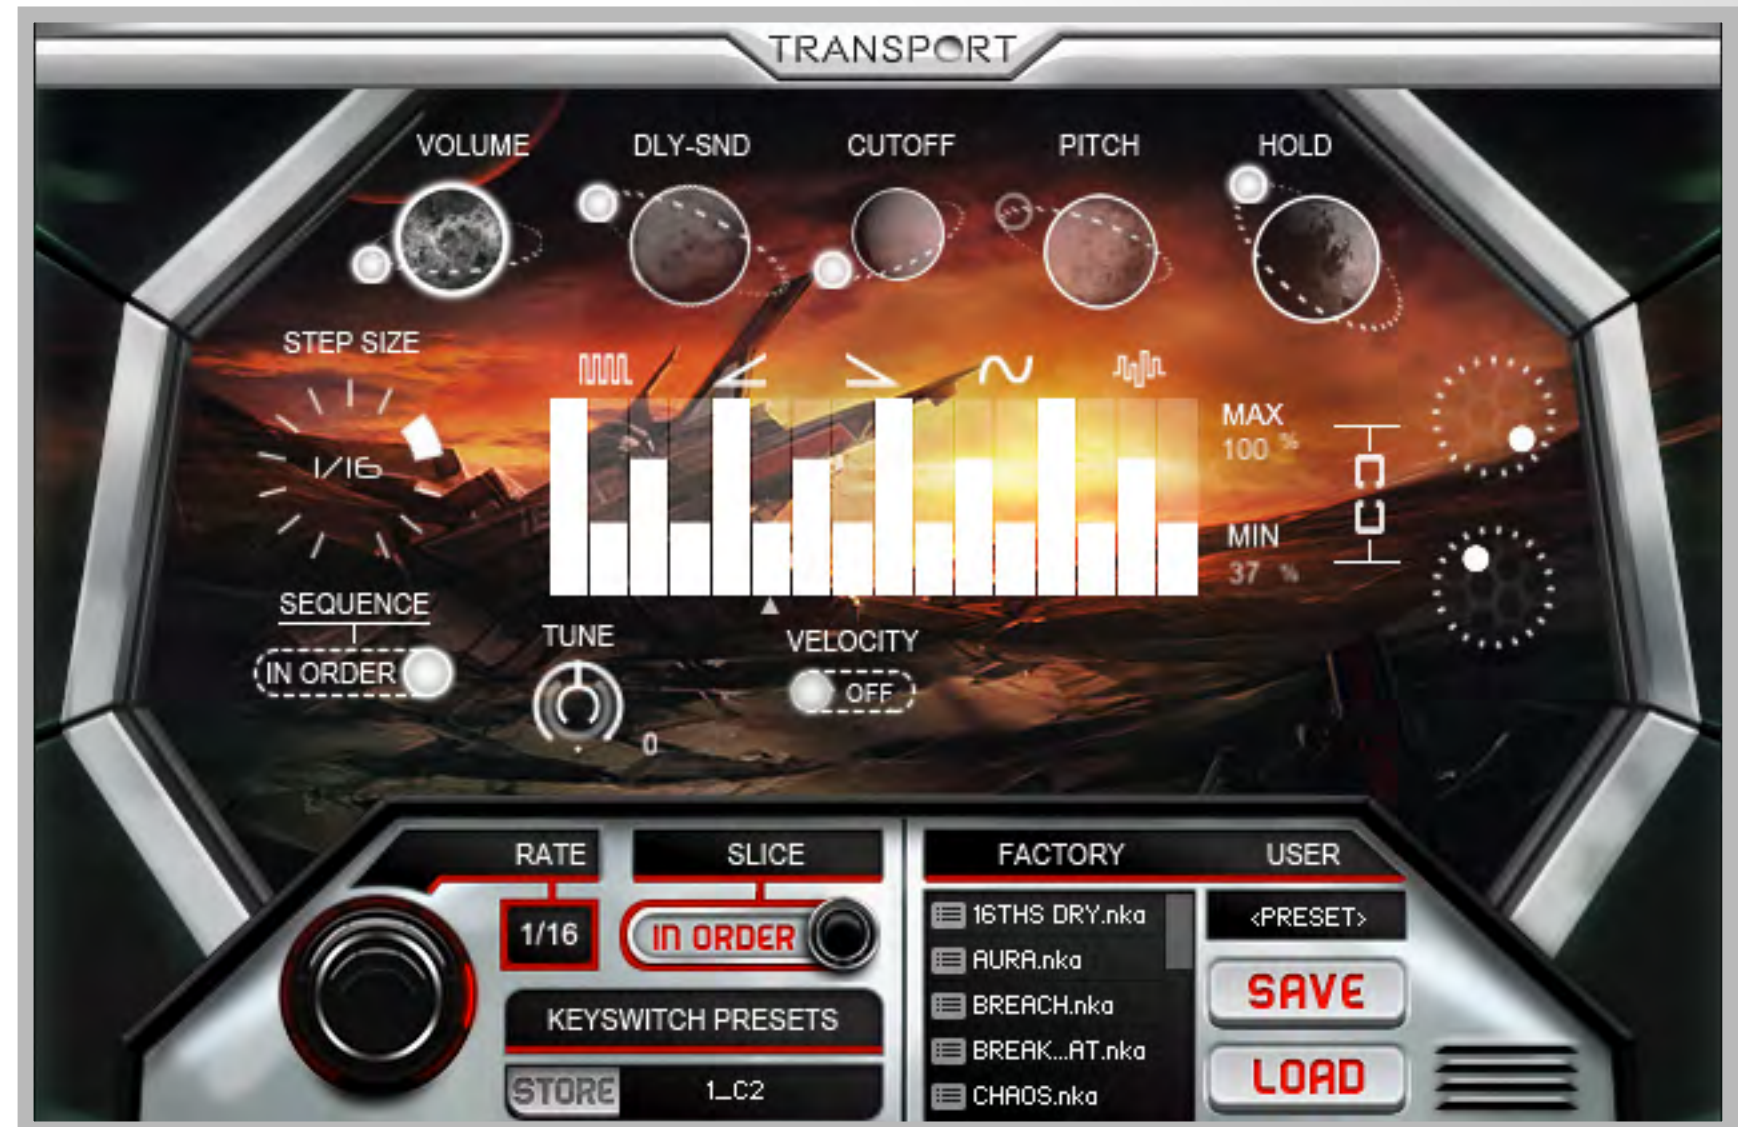 TRANSPORT
VOLUME
DLY-SND
CUTOFF
PITCH
HOLD
STEP SIZE
1/16
MAX
100 %
MIN
37 %
SEQUENCE
IN ORDER
TUNE
0
VELOCITY
OFF
RATE
1/16
SLICE
IN ORDER
KEYSWITCH PRESETS
STORE
1_C2
FACTORY
USER
16THS DRY.nka
AURA.nka
BREACH.nka
BREAK...AT.nka
CHAOS.nka
<PRESET>
SAVE
LOAD